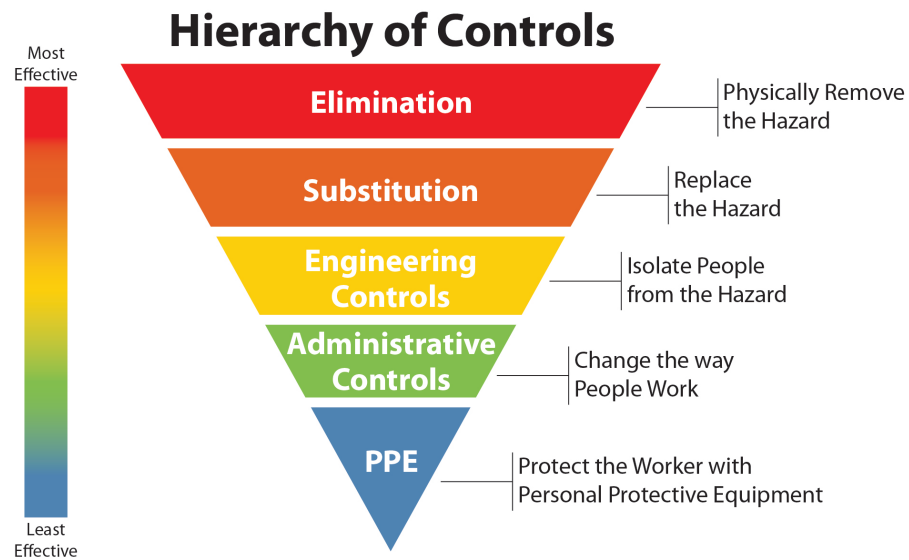 Hierarchy of Controls
Most
Effective
Elimination
Physically Remove
the Hazard
Substitution
Replace
the Hazard
Engineering
Controls
Isolate People
from the Hazard
Administrative
Controls
Change the way
People Work
PPE
Protect the Worker with
Personal Protective Equipment
Least
Effective